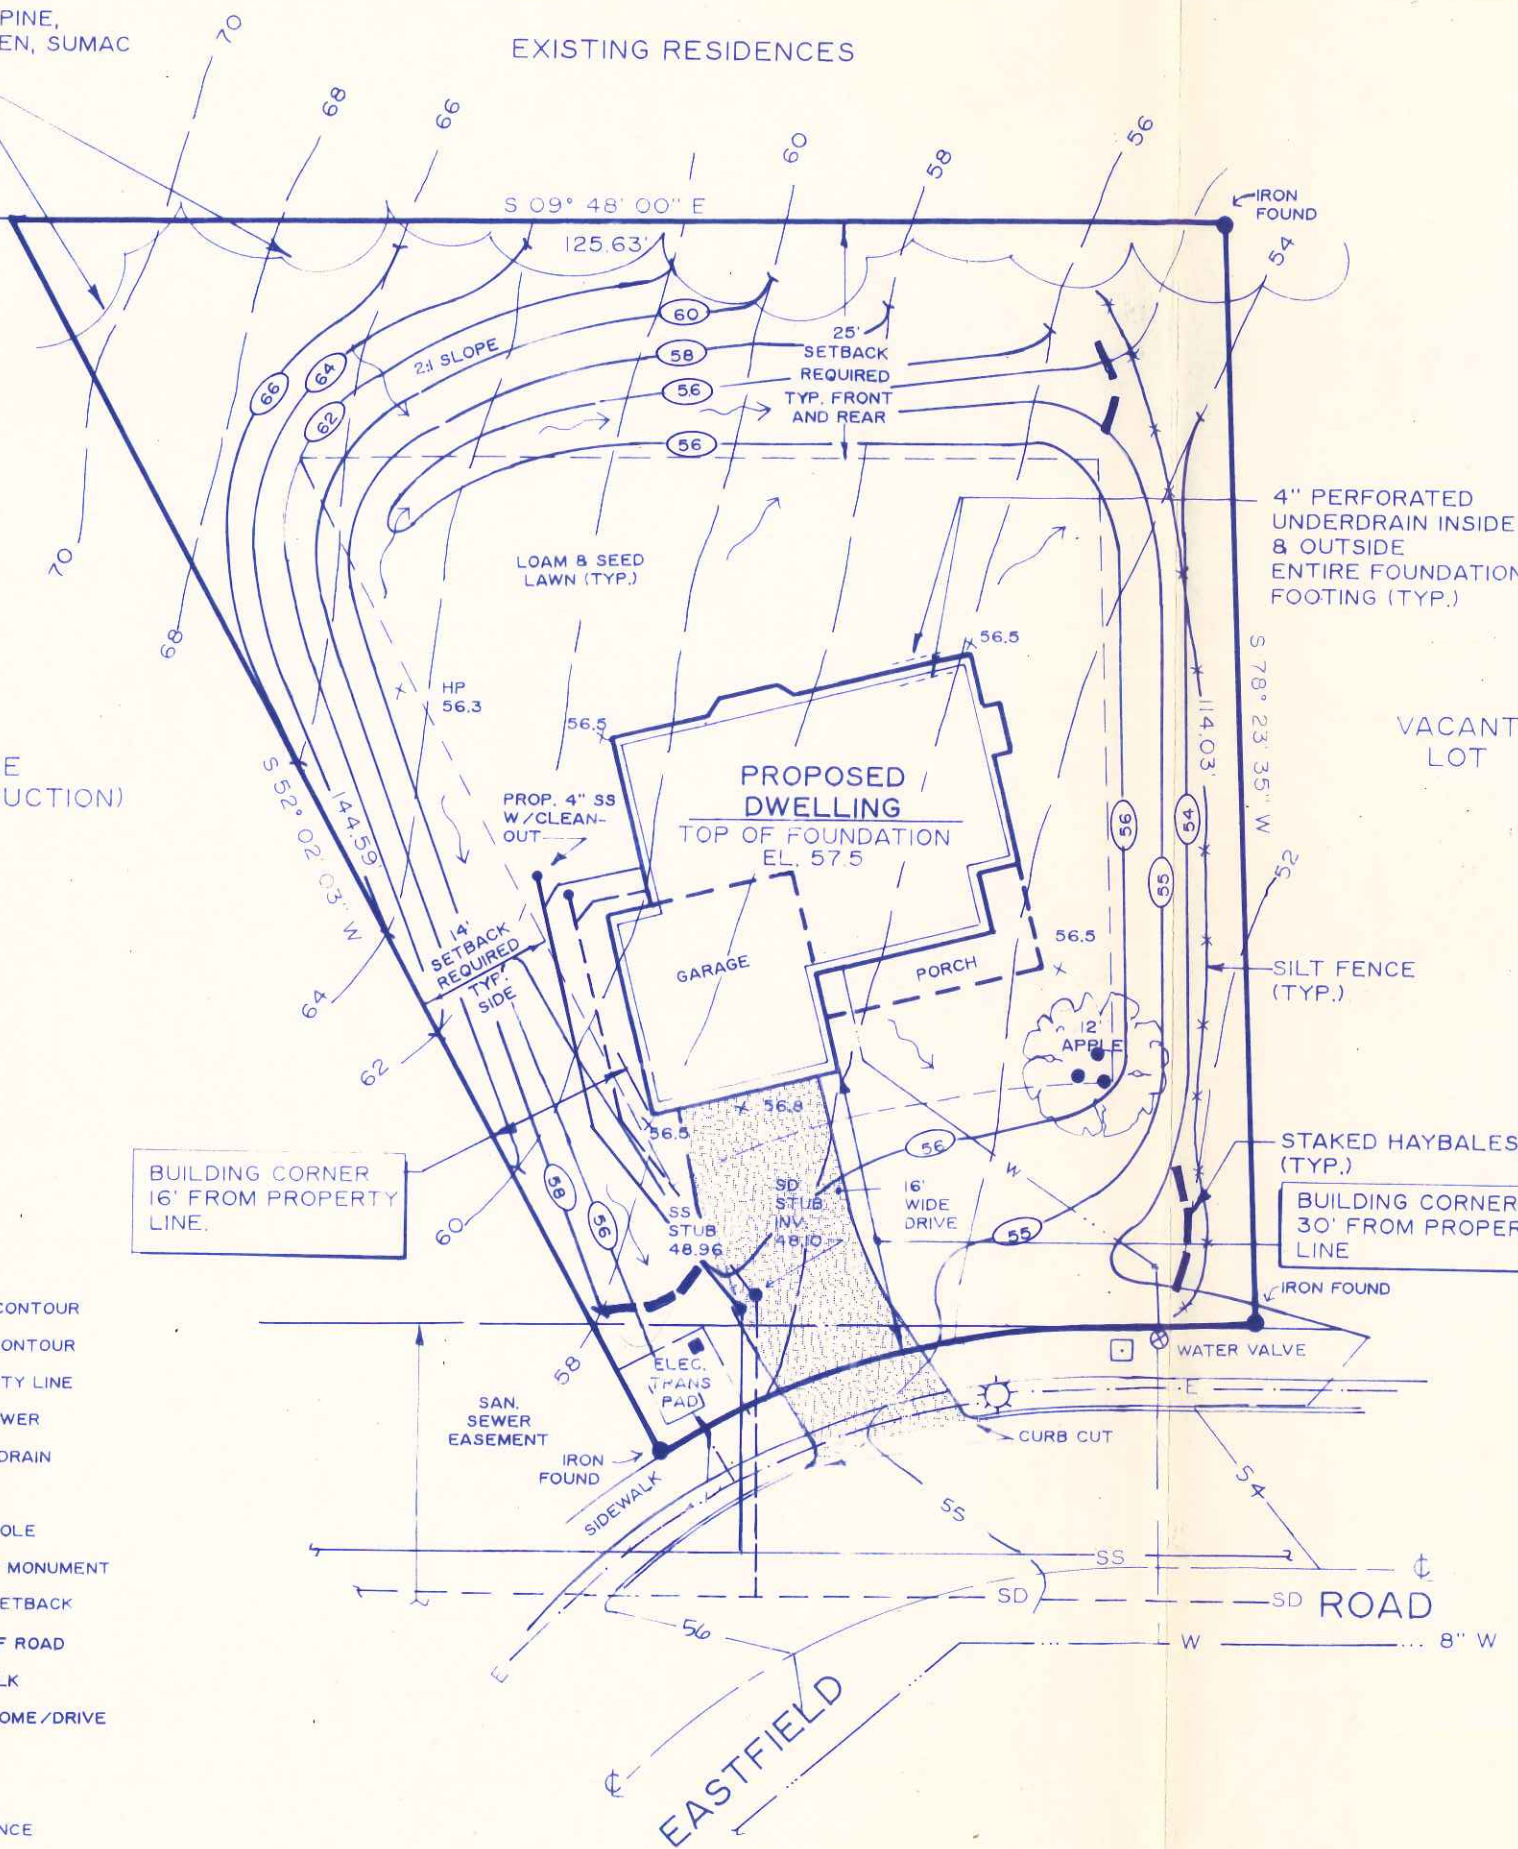 PINE,
EN, SUMAC
EXISTING RESIDENCES
70
68
66
60
58
56
IRON
FOUND
54
S 09° 48' 00" E
125.63'
66
64
62
2:1 SLOPE
60
58
56
56
25'
SETBACK
REQUIRED
TYP. FRONT
AND REAR
70
68
LOAM & SEED
LAWN (TYP.)
4" PERFORATED
UNDERDRAIN INSIDE
& OUTSIDE
ENTIRE FOUNDATION
FOOTING (TYP.)
HP
56.3
56.5
56.5
S 78° 23' 35" W
114.03'
VACANT
LOT
E
UCTION)
S 52° 02' 03" W
144.59'
PROP. 4" SS
W/CLEAN-
OUT
PROPOSED
DWELLING
TOP OF FOUNDATION
EL. 57.5
56
54
55
52
14'
SETBACK
REQUIRED
TYP.
SIDE
GARAGE
PORCH
56.5
SILT FENCE
(TYP.)
64
62
12"
APPLE
56.8
56.5
56
W
STAKED HAYBALES
(TYP.)
BUILDING CORNER
16' FROM PROPERTY
LINE.
BUILDING CORNER
30' FROM PROPER
LINE
60
58
56
SS
STUB
48.96
SD
STUB
INV.
48.10
16'
WIDE
DRIVE
55
IRON FOUND
58
ELEC.
TRANS
PAD
WATER VALVE
E
SAN.
SEWER
EASEMENT
IRON
FOUND
SIDEWALK
CURB CUT
55
54
SS
℄
SD
SD ROAD
56
W
8" W
E
℄
EASTFIELD
CONTOUR
ONTOUR
TY LINE
WER
DRAIN
OLE
MONUMENT
ETBACK
F ROAD
LK
OME/DRIVE
NCE